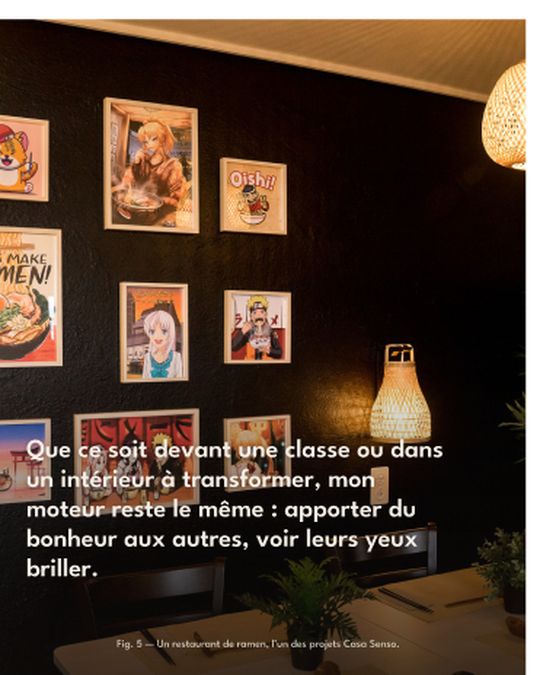 Oishi!
MAKE
MEN!
Que ce soit devant une classe ou dans
un intérieur à transformer, mon
moteur reste le même : apporter du
bonheur aux autres, voir leurs yeux
briller.
Fig. 5 — Un restaurant de ramen, l'un des projets Casa Senso.